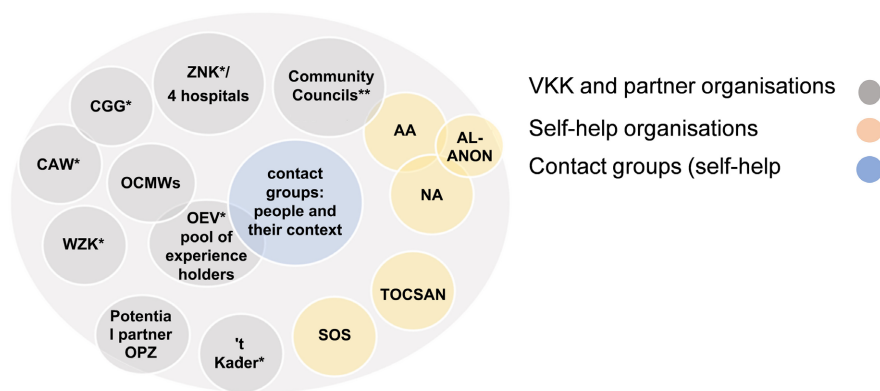 ZNK*/
4 hospitals
Community
Councils**
CGG*
AA
AL-
ANON
CAW*
OCMWs
NA
contact
groups:
people and
their context
OEV*
pool of
experience
holders
WZK*
TOCSAN
Potentia
l partner
OPZ
't
Kader*
SOS
VKK and partner organisations
Self-help organisations
Contact groups (self-help